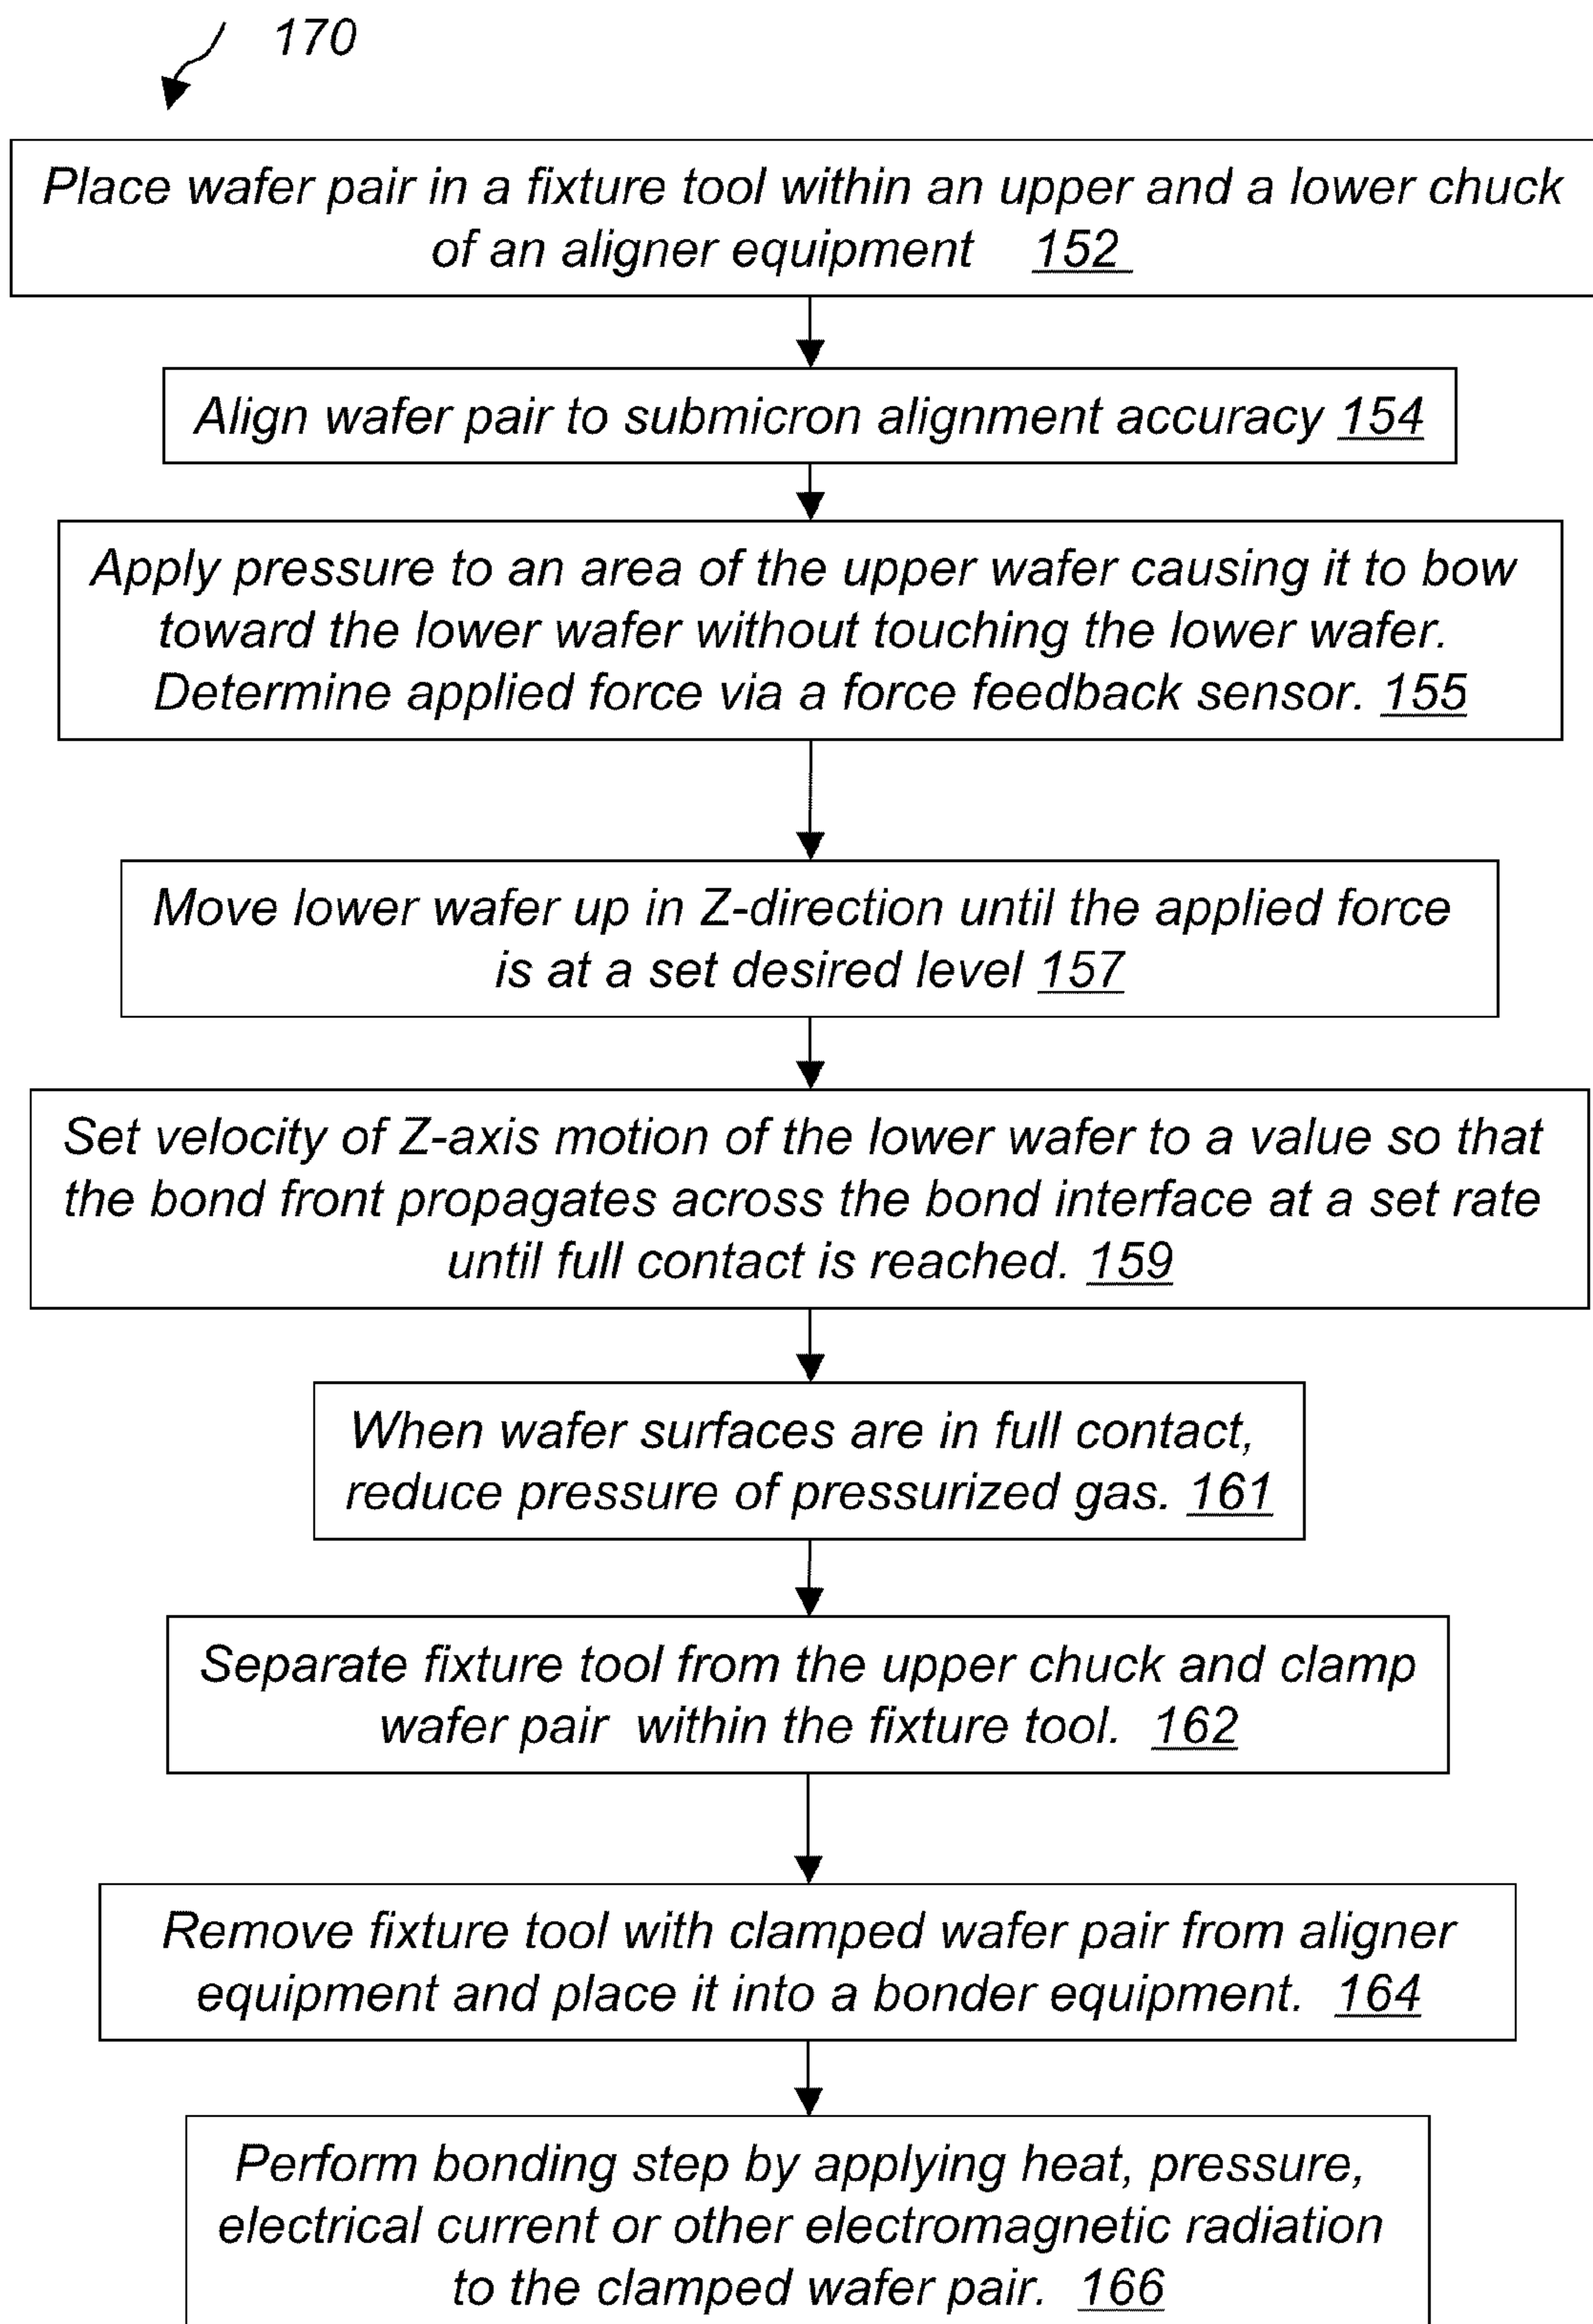 170
Place wafer pair in a fixture tool within an upper and a lower chuck
of an aligner equipment 152
Align wafer pair to submicron alignment accuracy 154
Apply pressure to an area of the upper wafer causing it to bow
toward the lower wafer without touching the lower wafer.
Determine applied force via a force feedback sensor. 155
Move lower wafer up in Z-direction until the applied force
is at a set desired level 157
Set velocity of Z-axis motion of the lower wafer to a value so that
the bond front propagates across the bond interface at a set rate
until full contact is reached. 159
When wafer surfaces are in full contact,
reduce pressure of pressurized gas. 161
Separate fixture tool from the upper chuck and clamp
wafer pair within the fixture tool. 162
Remove fixture tool with clamped wafer pair from aligner
equipment and place it into a bonder equipment. 164
Perform bonding step by applying heat, pressure,
electrical current or other electromagnetic radiation
to the clamped wafer pair. 166